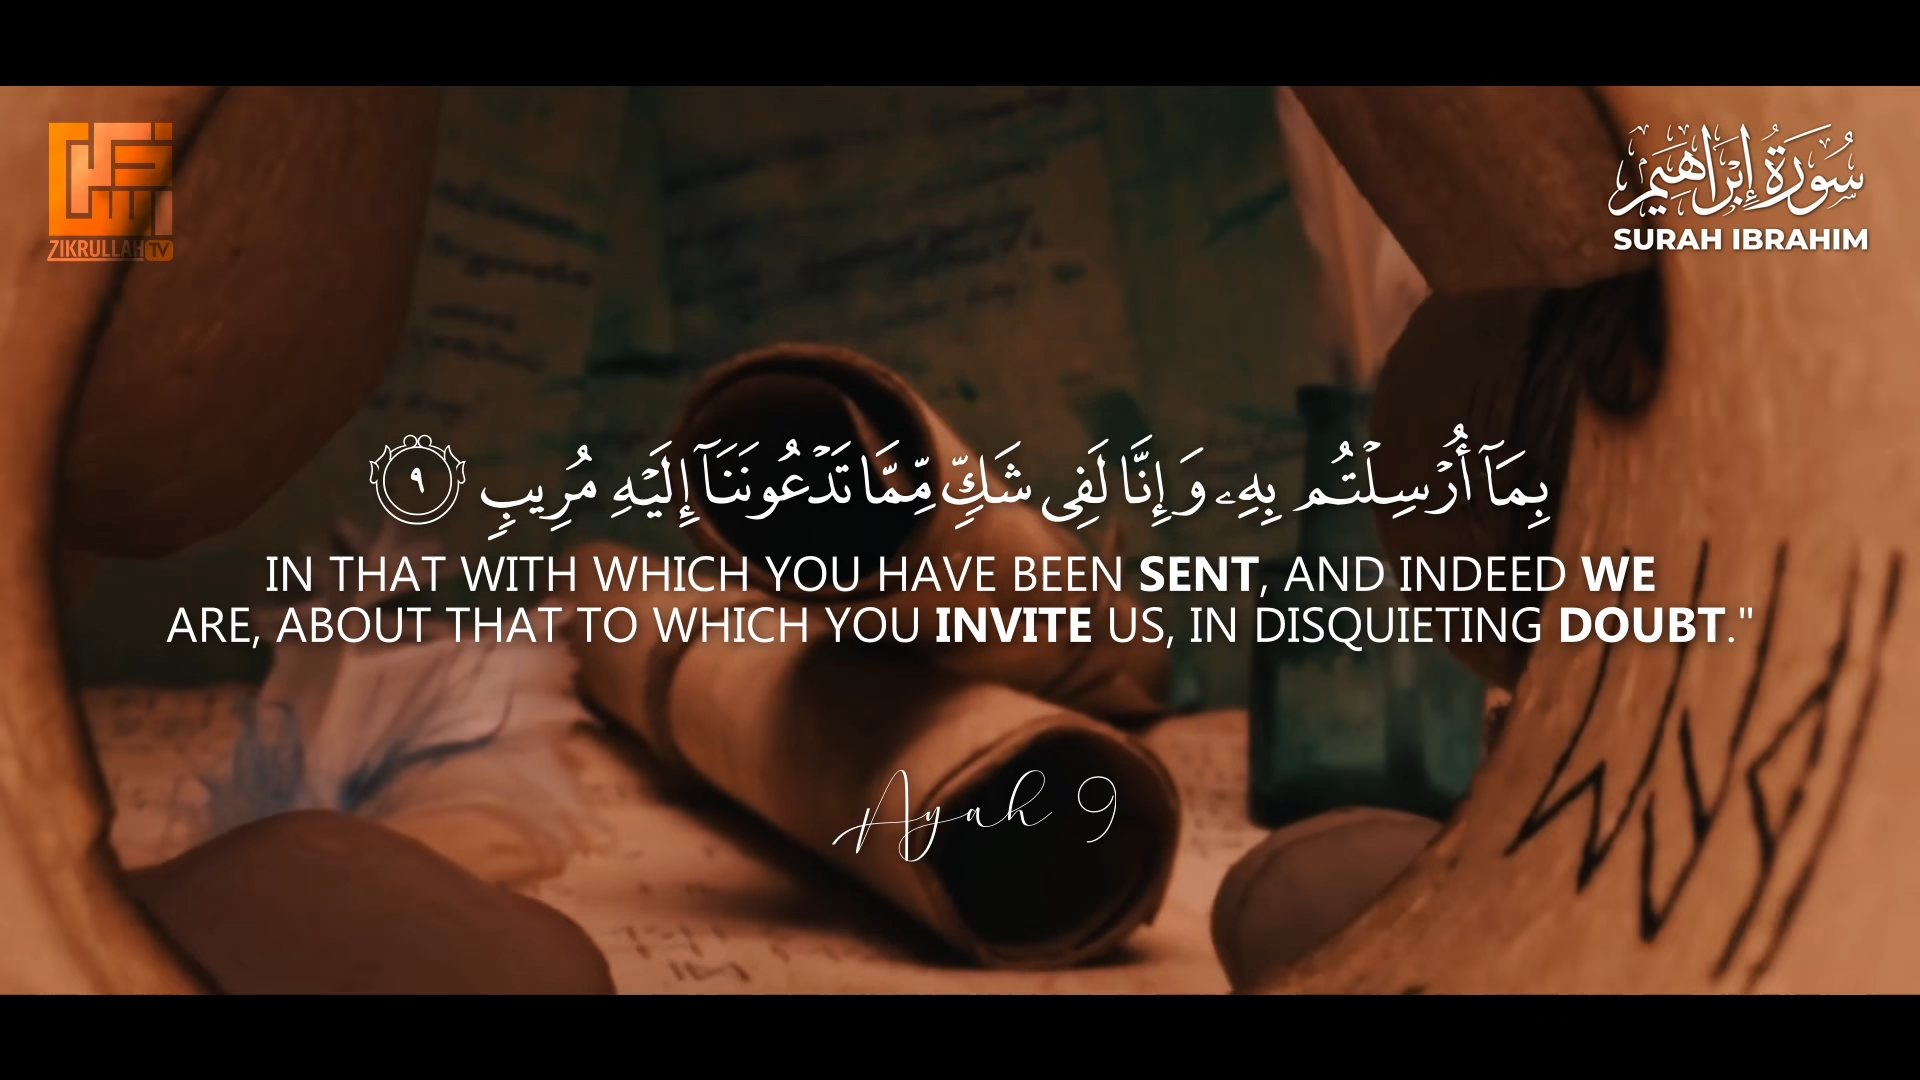 ZIKRULLAH TV
سُورَةُ إِبْرَاهِيم
SURAH IBRAHIM
بِمَآ أُرْسِلْتُم بِهِۦ وَإِنَّا لَفِى شَكٍّ مِّمَّا تَدْعُونَنَآ إِلَيْهِ مُرِيبٍ ٩
IN THAT WITH WHICH YOU HAVE BEEN SENT, AND INDEED WE
ARE, ABOUT THAT TO WHICH YOU INVITE US, IN DISQUIETING DOUBT."
Ayah 9